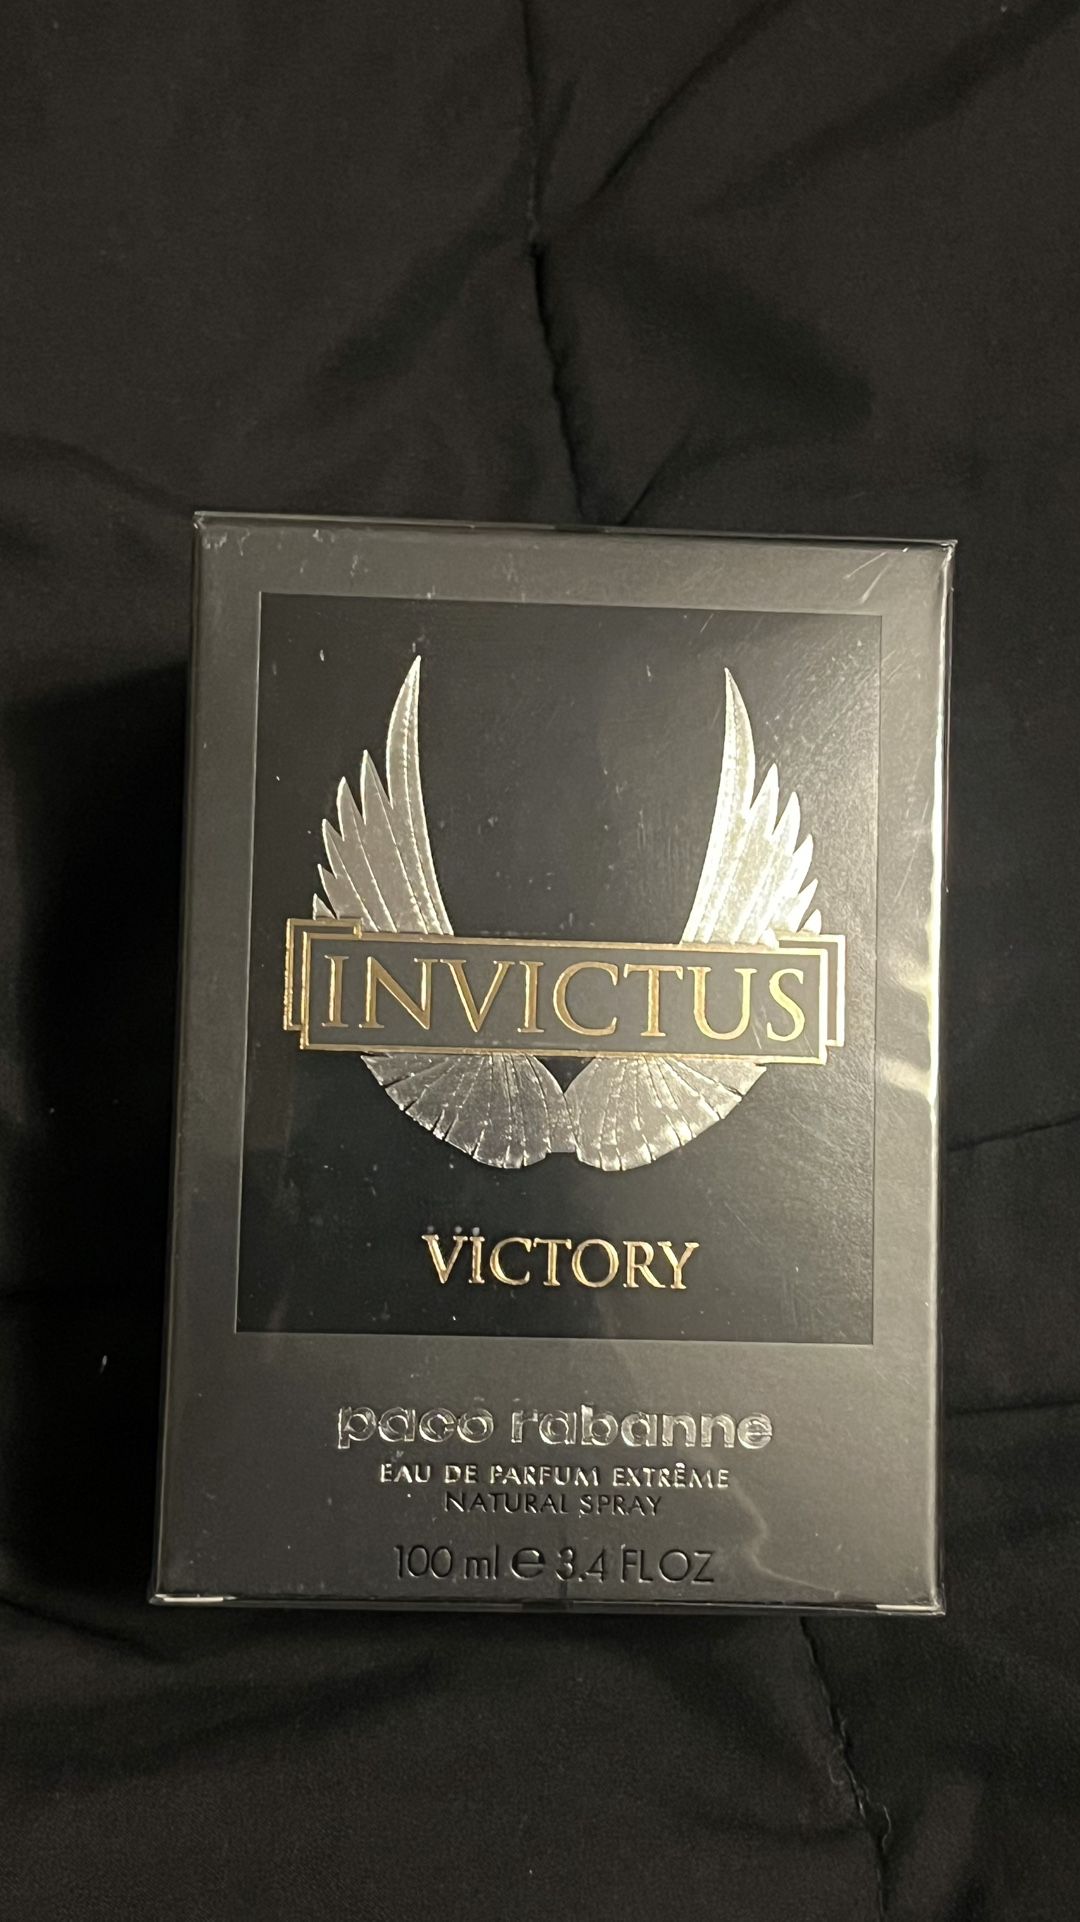 INVICTUS
VICTORY
paco rabanne
EAU DE PARFUM EXTRÊME
NATURAL SPRAY
100 ml ℮ 3.4 FL OZ